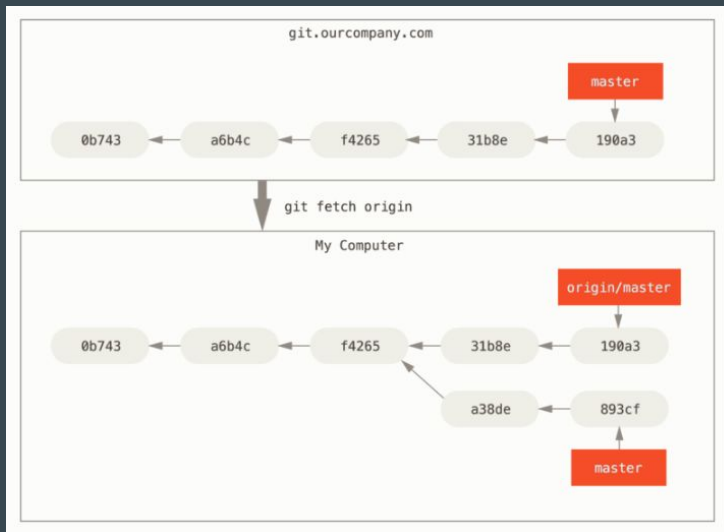 git.ourcompany.com
master
0b743 a6b4c f4265 31b8e 190a3
git fetch origin
My Computer
origin/master
0b743 a6b4c f4265 31b8e 190a3
a38de 893cf
master